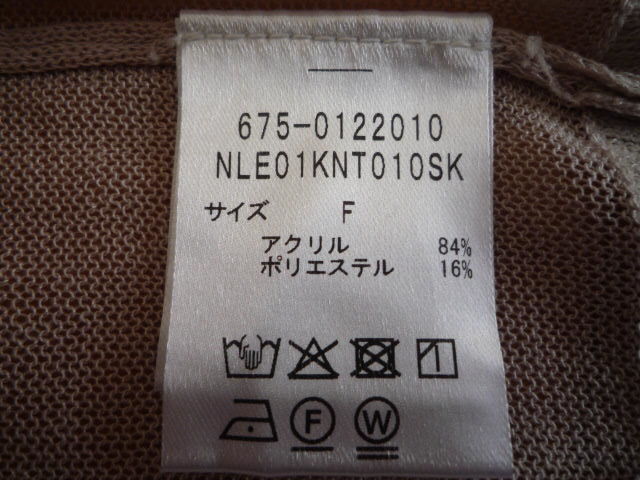 675-0122010
NLE01KNT010SK
サイズ F
アクリル 84%
ポリエステル 16%
F W